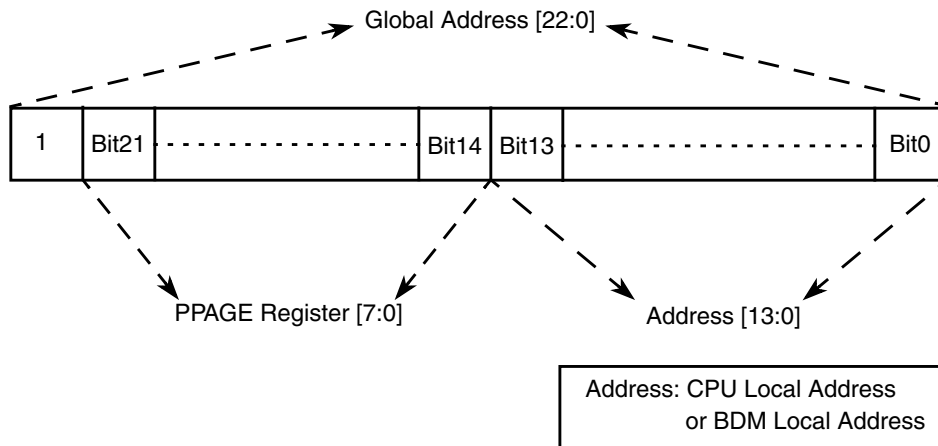 Global Address [22:0]
1 Bit21 Bit14 Bit13 Bit0
PPAGE Register [7:0] Address [13:0]
Address: CPU Local Address
or BDM Local Address